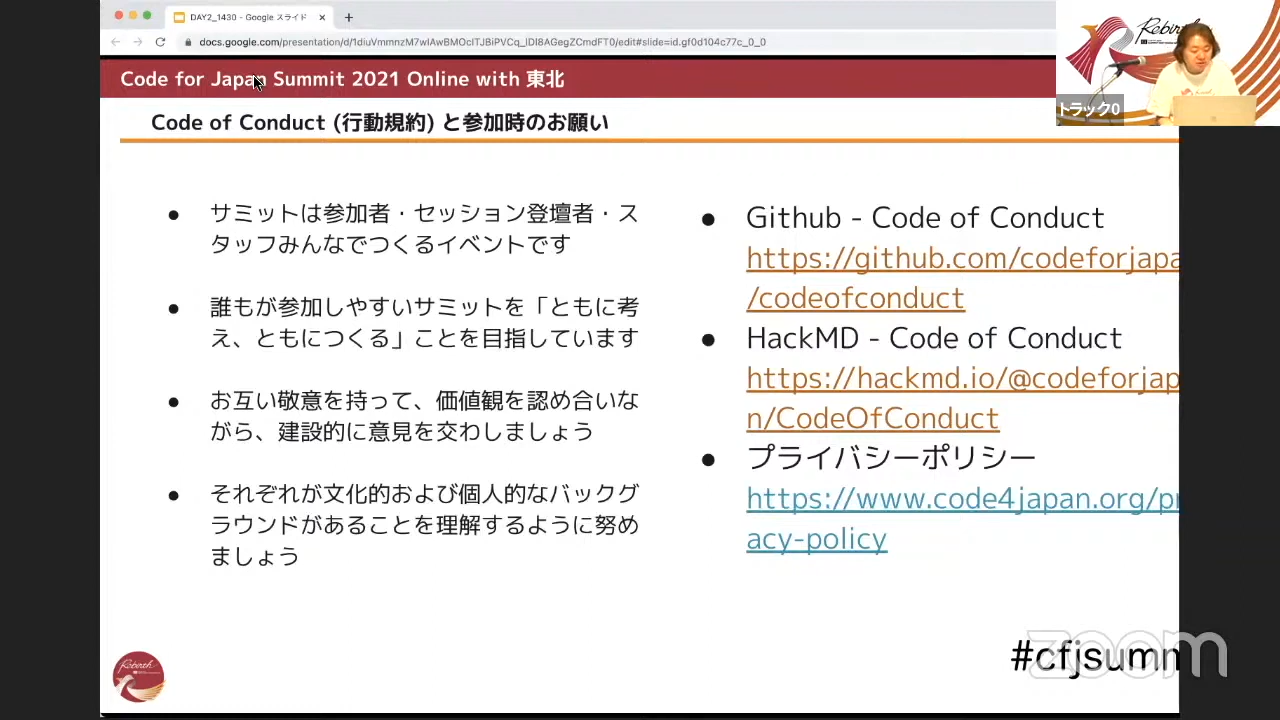 DAY2_1430 - Google スライド
docs.google.com/presentation/d/1diuVmmnzM7wIAwBMOcITJBiPVCq_IDI8AGegZCmdFT0/edit#slide=id.gf0d104c77c_0_0
Code for Japan Summit 2021 Online with 東北
Rebirth
トラック0
Code of Conduct (行動規約) と参加時のお願い
● サミットは参加者・セッション登壇者・ス
タッフみんなでつくるイベントです
● 誰もが参加しやすいサミットを「ともに考
え、ともにつくる」ことを目指しています
● お互い敬意を持って、価値観を認め合いな
がら、建設的に意見を交わしましょう
● それぞれが文化的および個人的なバックグ
ラウンドがあることを理解するように努め
ましょう
● Github - Code of Conduct
https://github.com/codeforjapa
/codeofconduct
● HackMD - Code of Conduct
https://hackmd.io/@codeforjap
n/CodeOfConduct
● プライバシーポリシー
https://www.code4japan.org/pr
acy-policy
#cfjsumm
zoom
Rebirth